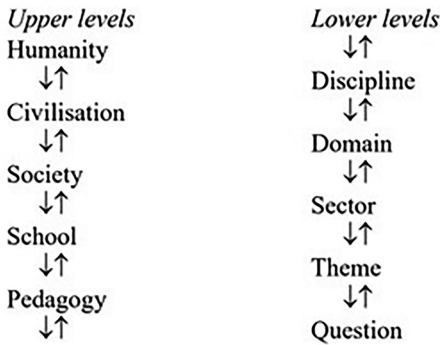 Upper levels
Humanity
↓↑
Civilisation
↓↑
Society
↓↑
School
↓↑
Pedagogy
↓↑
Lower levels
↓↑
Discipline
↓↑
Domain
↓↑
Sector
↓↑
Theme
↓↑
Question